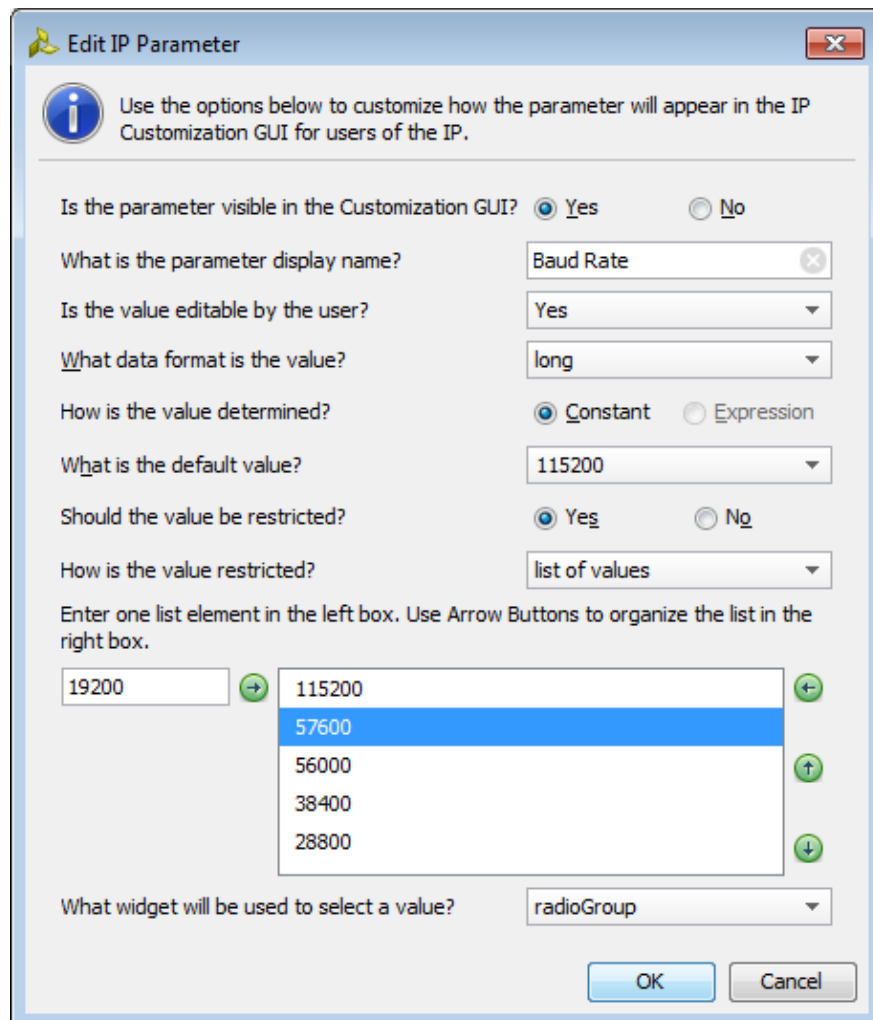 Edit IP Parameter
Use the options below to customize how the parameter will appear in the IP
Customization GUI for users of the IP.
Is the parameter visible in the Customization GUI? Yes No
What is the parameter display name? Baud Rate
Is the value editable by the user? Yes
What data format is the value? long
How is the value determined? Constant Expression
What is the default value? 115200
Should the value be restricted? Yes No
How is the value restricted? list of values
Enter one list element in the left box. Use Arrow Buttons to organize the list in the
right box.
19200 115200
57600
56000
38400
28800
What widget will be used to select a value? radioGroup
OK Cancel